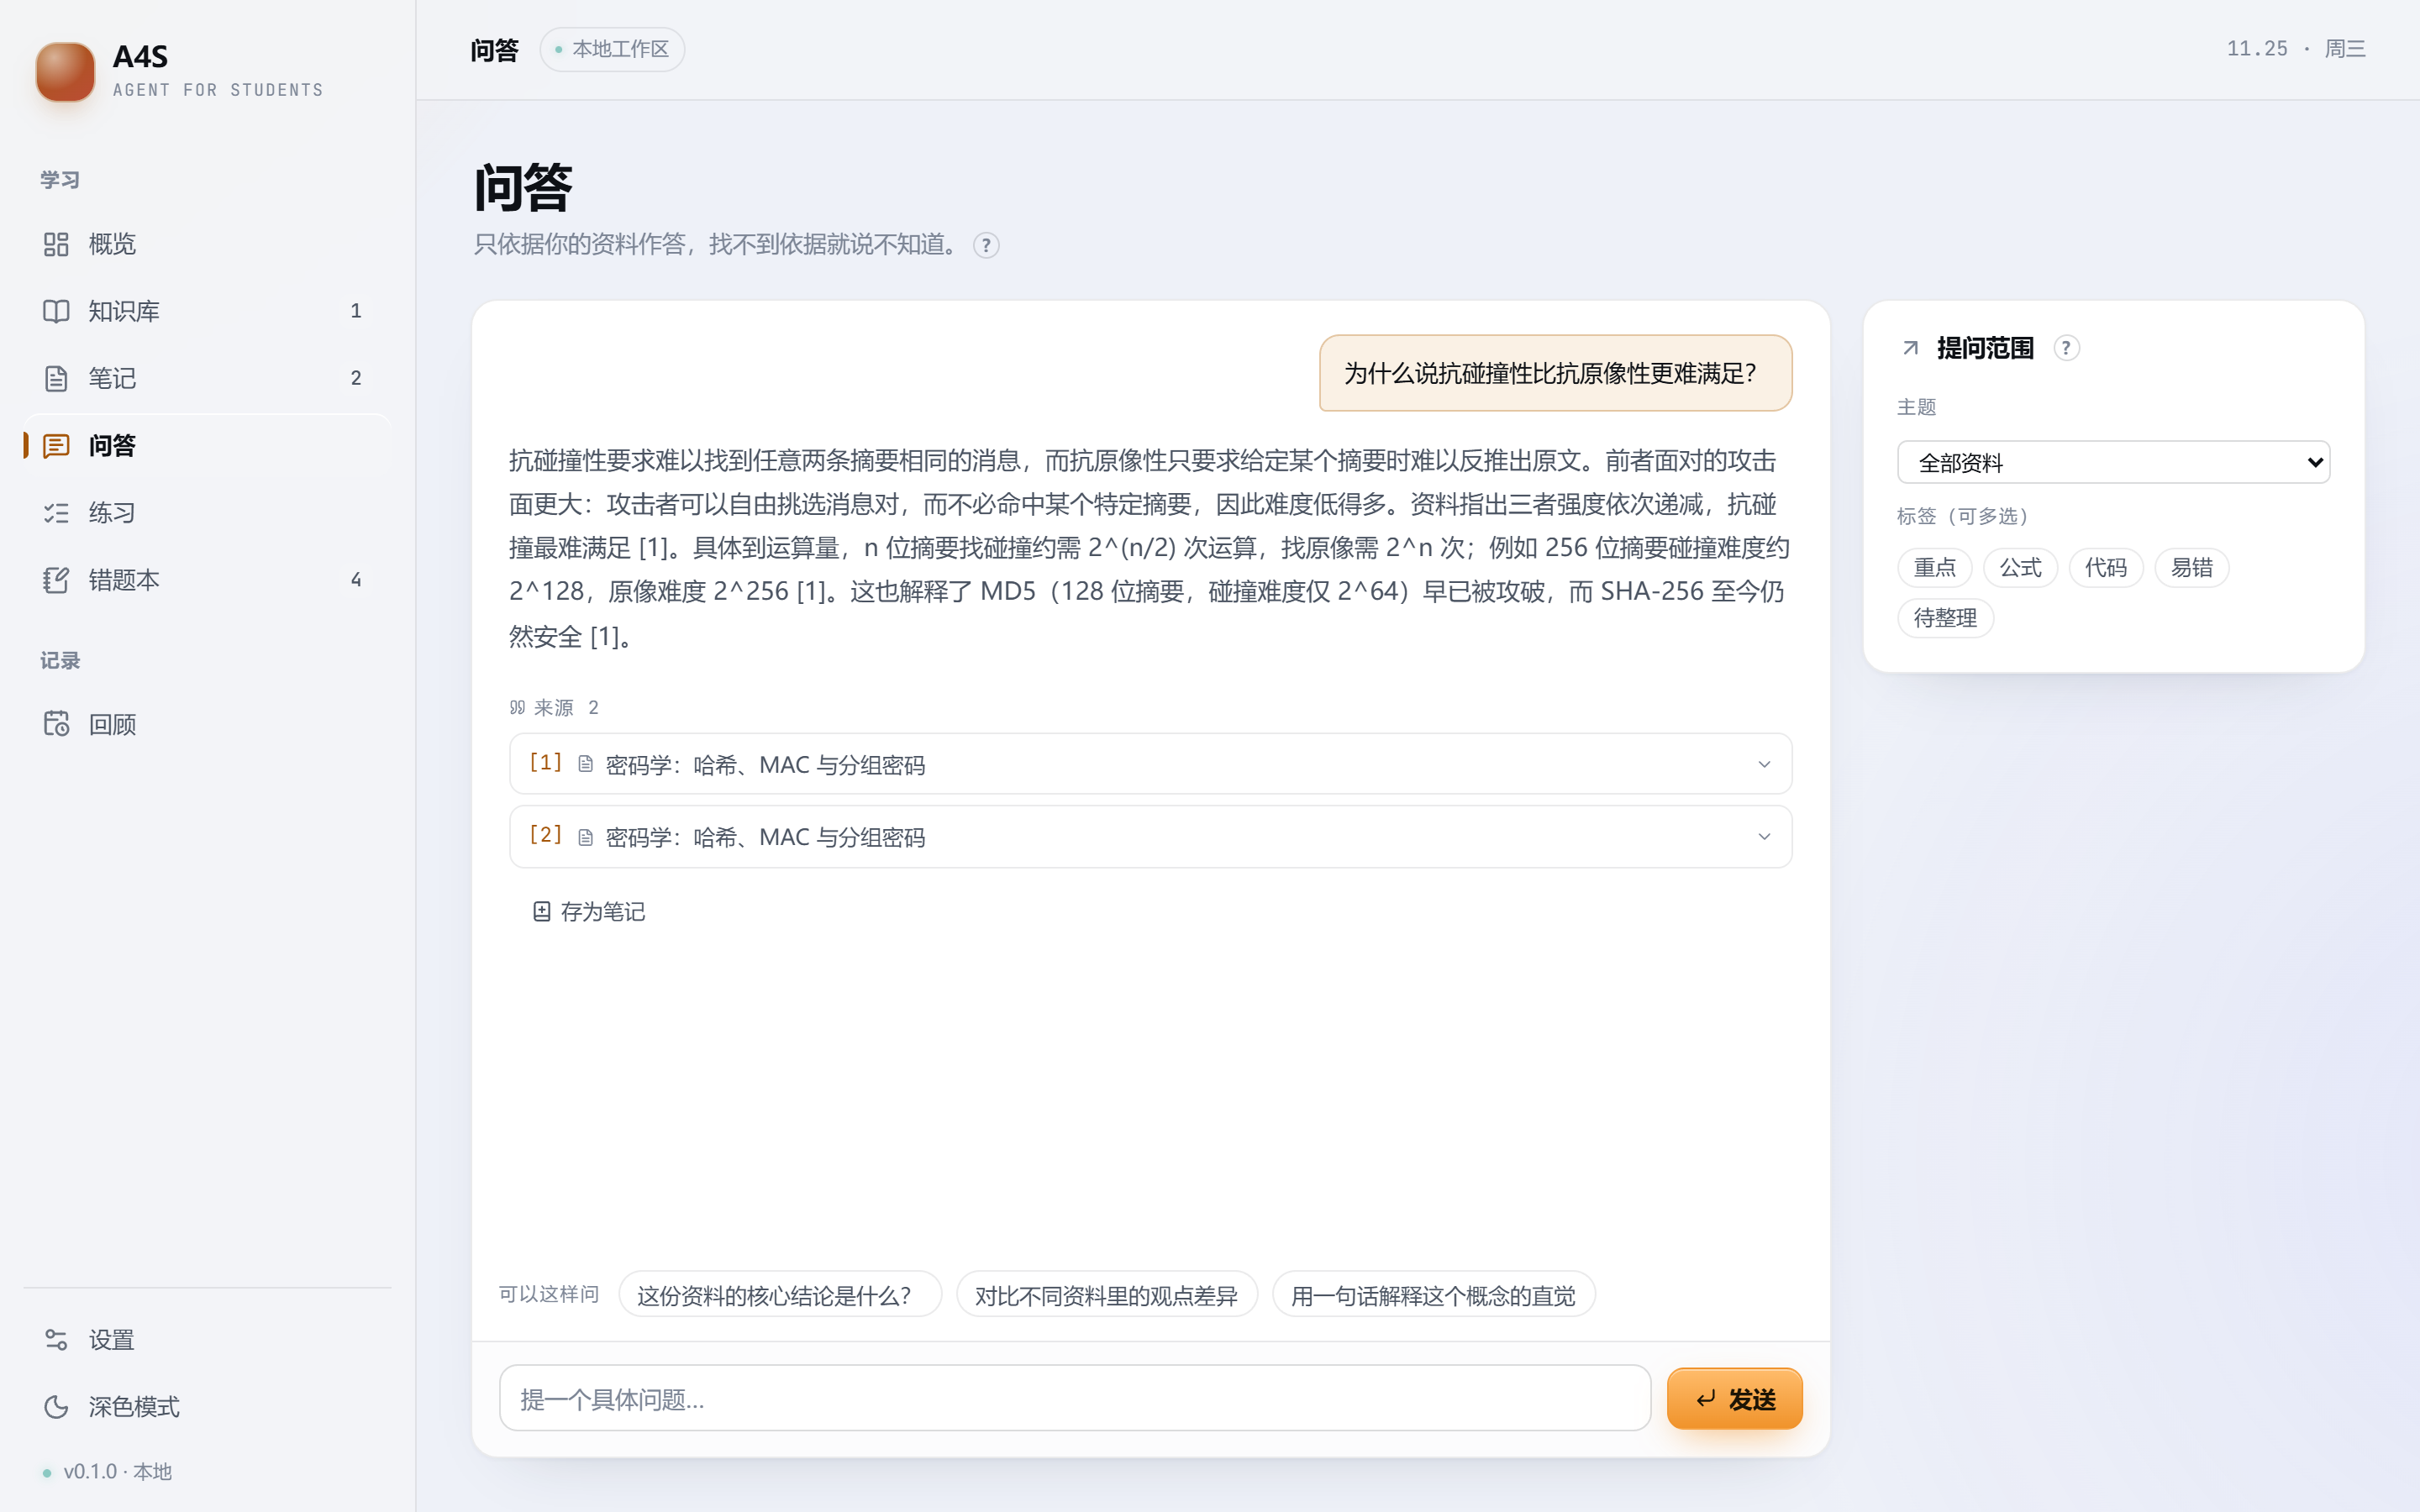 A4S
AGENT FOR STUDENTS
学习
概览
知识库 1
笔记 2
问答
练习
错题本 4
记录
回顾
设置
深色模式
v0.1.0 · 本地
问答 本地工作区 11.25 · 周三
问答
只依据你的资料作答，找不到依据就说不知道。 ?
为什么说抗碰撞性比抗原像性更难满足？
抗碰撞性要求难以找到任意两条摘要相同的消息，而抗原像性只要求给定某个摘要时难以反推出原文。前者面对的攻击
面更大：攻击者可以自由挑选消息对，而不必命中某个特定摘要，因此难度低得多。资料指出三者强度依次递减，抗碰
撞最难满足 [1]。具体到运算量，n 位摘要找碰撞约需 2^(n/2) 次运算，找原像需 2^n 次；例如 256 位摘要碰撞难度约
2^128，原像难度 2^256 [1]。这也解释了 MD5（128 位摘要，碰撞难度仅 2^64）早已被攻破，而 SHA-256 至今仍
然安全 [1]。
来源 2
[1] 密码学：哈希、MAC 与分组密码
[2] 密码学：哈希、MAC 与分组密码
存为笔记
可以这样问 这份资料的核心结论是什么？ 对比不同资料里的观点差异 用一句话解释这个概念的直觉
提一个具体问题... 发送
提问范围 ?
主题
全部资料
标签（可多选）
重点 公式 代码 易错
待整理